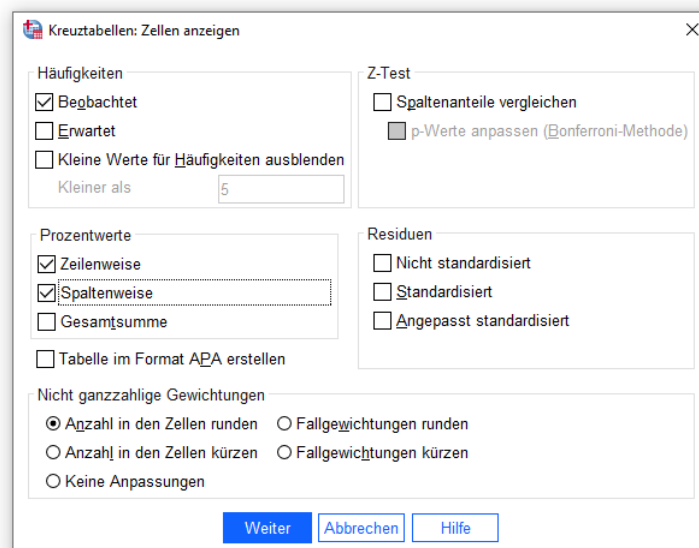 Kreuztabellen: Zellen anzeigen
Häufigkeiten
Beobachtet
Erwartet
Kleine Werte für Häufigkeiten ausblenden
Kleiner als 5
Z-Test
Spaltenanteile vergleichen
p-Werte anpassen (Bonferroni-Methode)
Prozentwerte
Zeilenweise
Spaltenweise
Gesamtsumme
Residuen
Nicht standardisiert
Standardisiert
Angepasst standardisiert
Tabelle im Format APA erstellen
Nicht ganzzahlige Gewichtungen
Anzahl in den Zellen runden Fallgewichtungen runden
Anzahl in den Zellen kürzen Fallgewichtungen kürzen
Keine Anpassungen
Weiter Abbrechen Hilfe